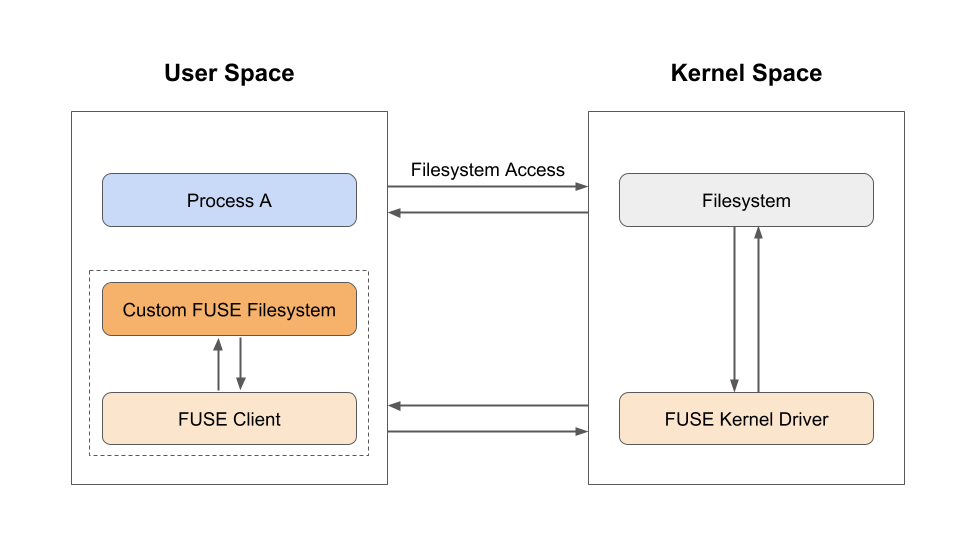 User Space
Kernel Space
Filesystem Access
Process A
Filesystem
Custom FUSE Filesystem
FUSE Client
FUSE Kernel Driver